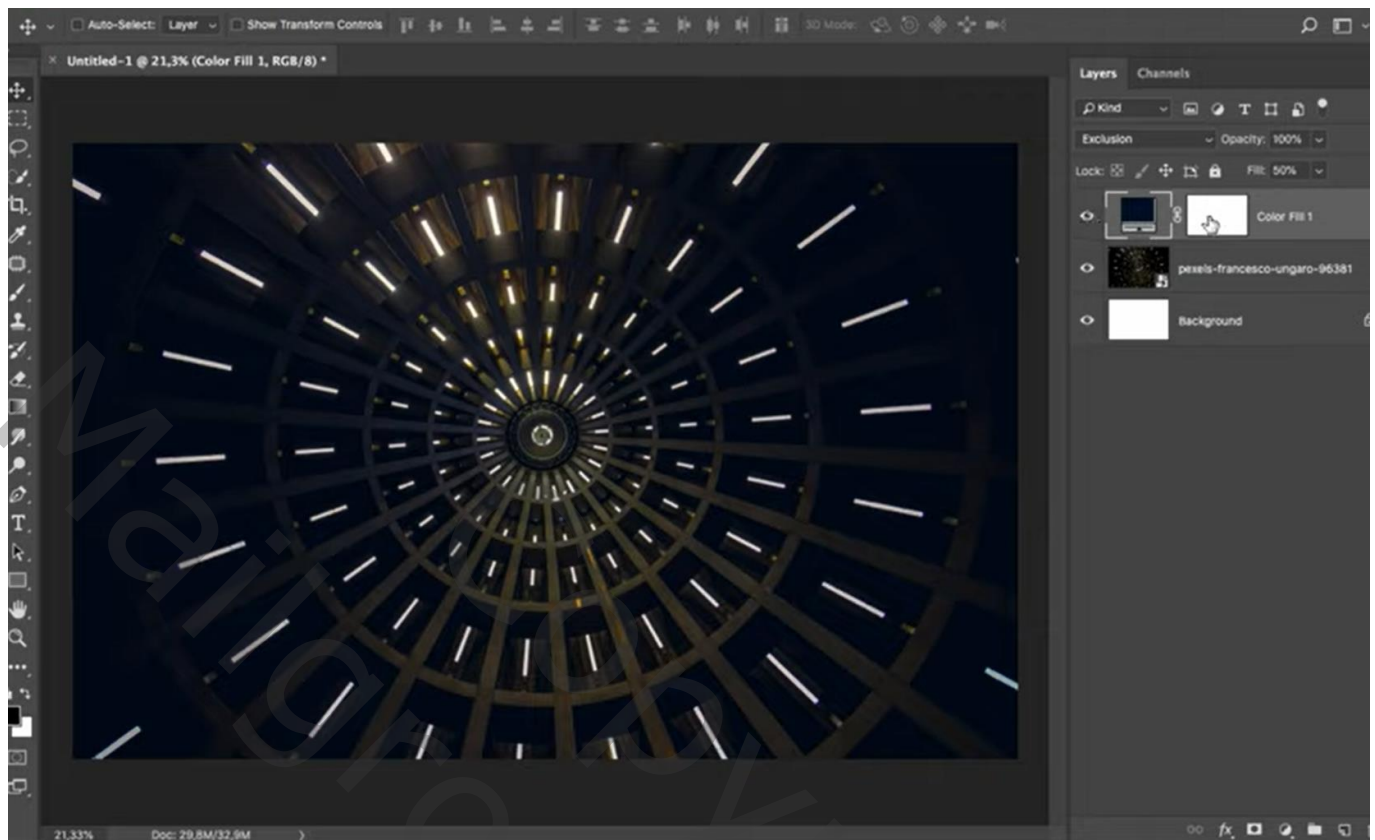 Auto-Select: Layer Show Transform Controls 3D Mode:
× Untitled-1 @ 21,3% (Color Fill 1, RGB/8) *
Layers Channels
Kind
Exclusion Opacity: 100%
Lock: Fill: 50%
Color Fill 1
pexels-francesco-ungaro-96381
Background
21,33% Doc: 29,8M/32,9M